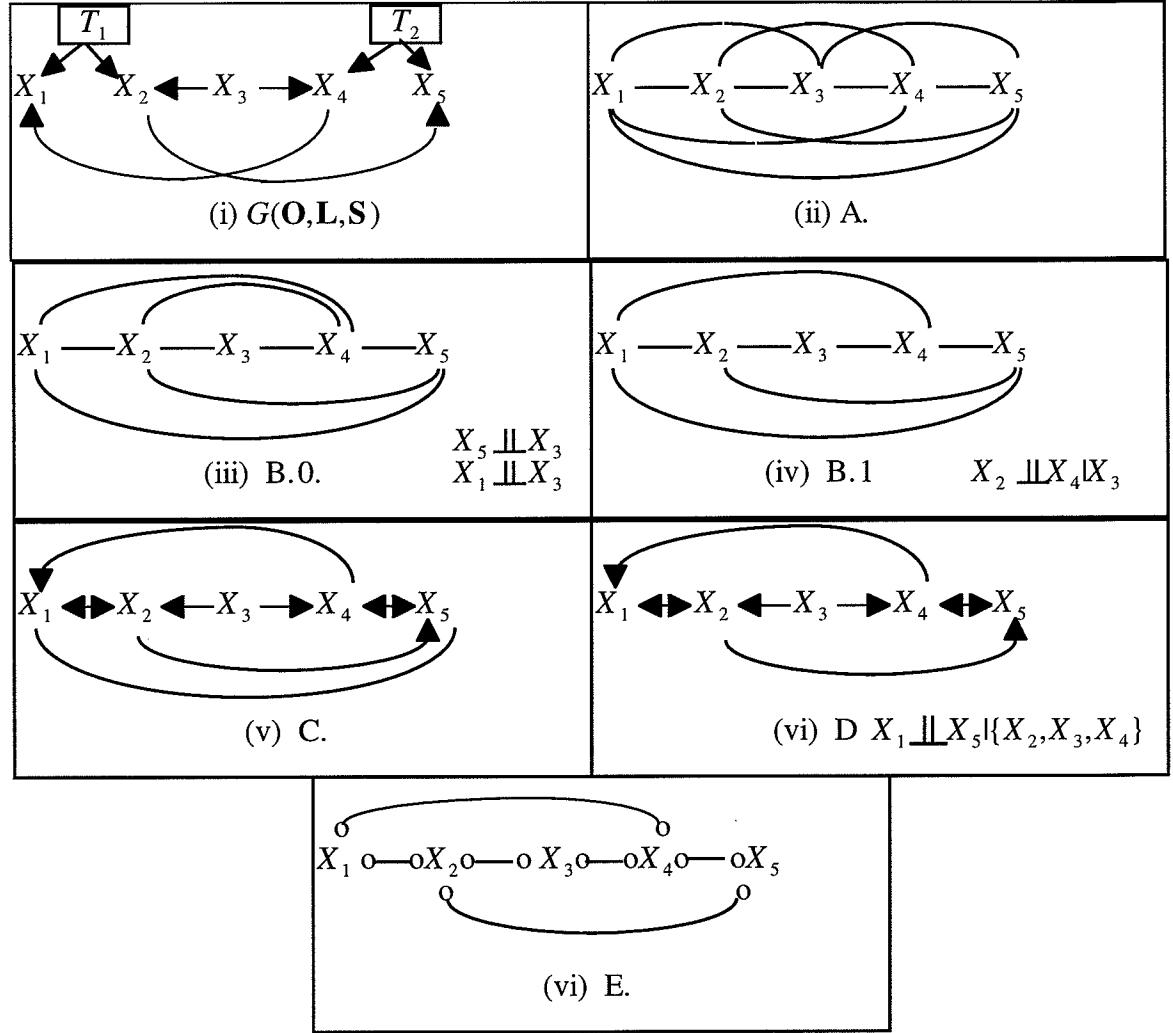 T₁ T₂
X₁ X₂ X₃ X₄ X₅
(i) G(O,L,S)
X₁ X₂ X₃ X₄ X₅
(ii) A.
X₁ X₂ X₃ X₄ X₅
X₅ ⫫ X₃
(iii) B.0. X₁ ⫫ X₃
X₁ X₂ X₃ X₄ X₅
(iv) B.1 X₂ ⫫ X₄|X₃
X₁ X₂ X₃ X₄ X₅
(v) C.
X₁ X₂ X₃ X₄ X₅
(vi) D X₁ ⫫ X₅|{X₂,X₃,X₄}
X₁ o o X₂ o o X₃ o o X₄ o o X₅
(vi) E.